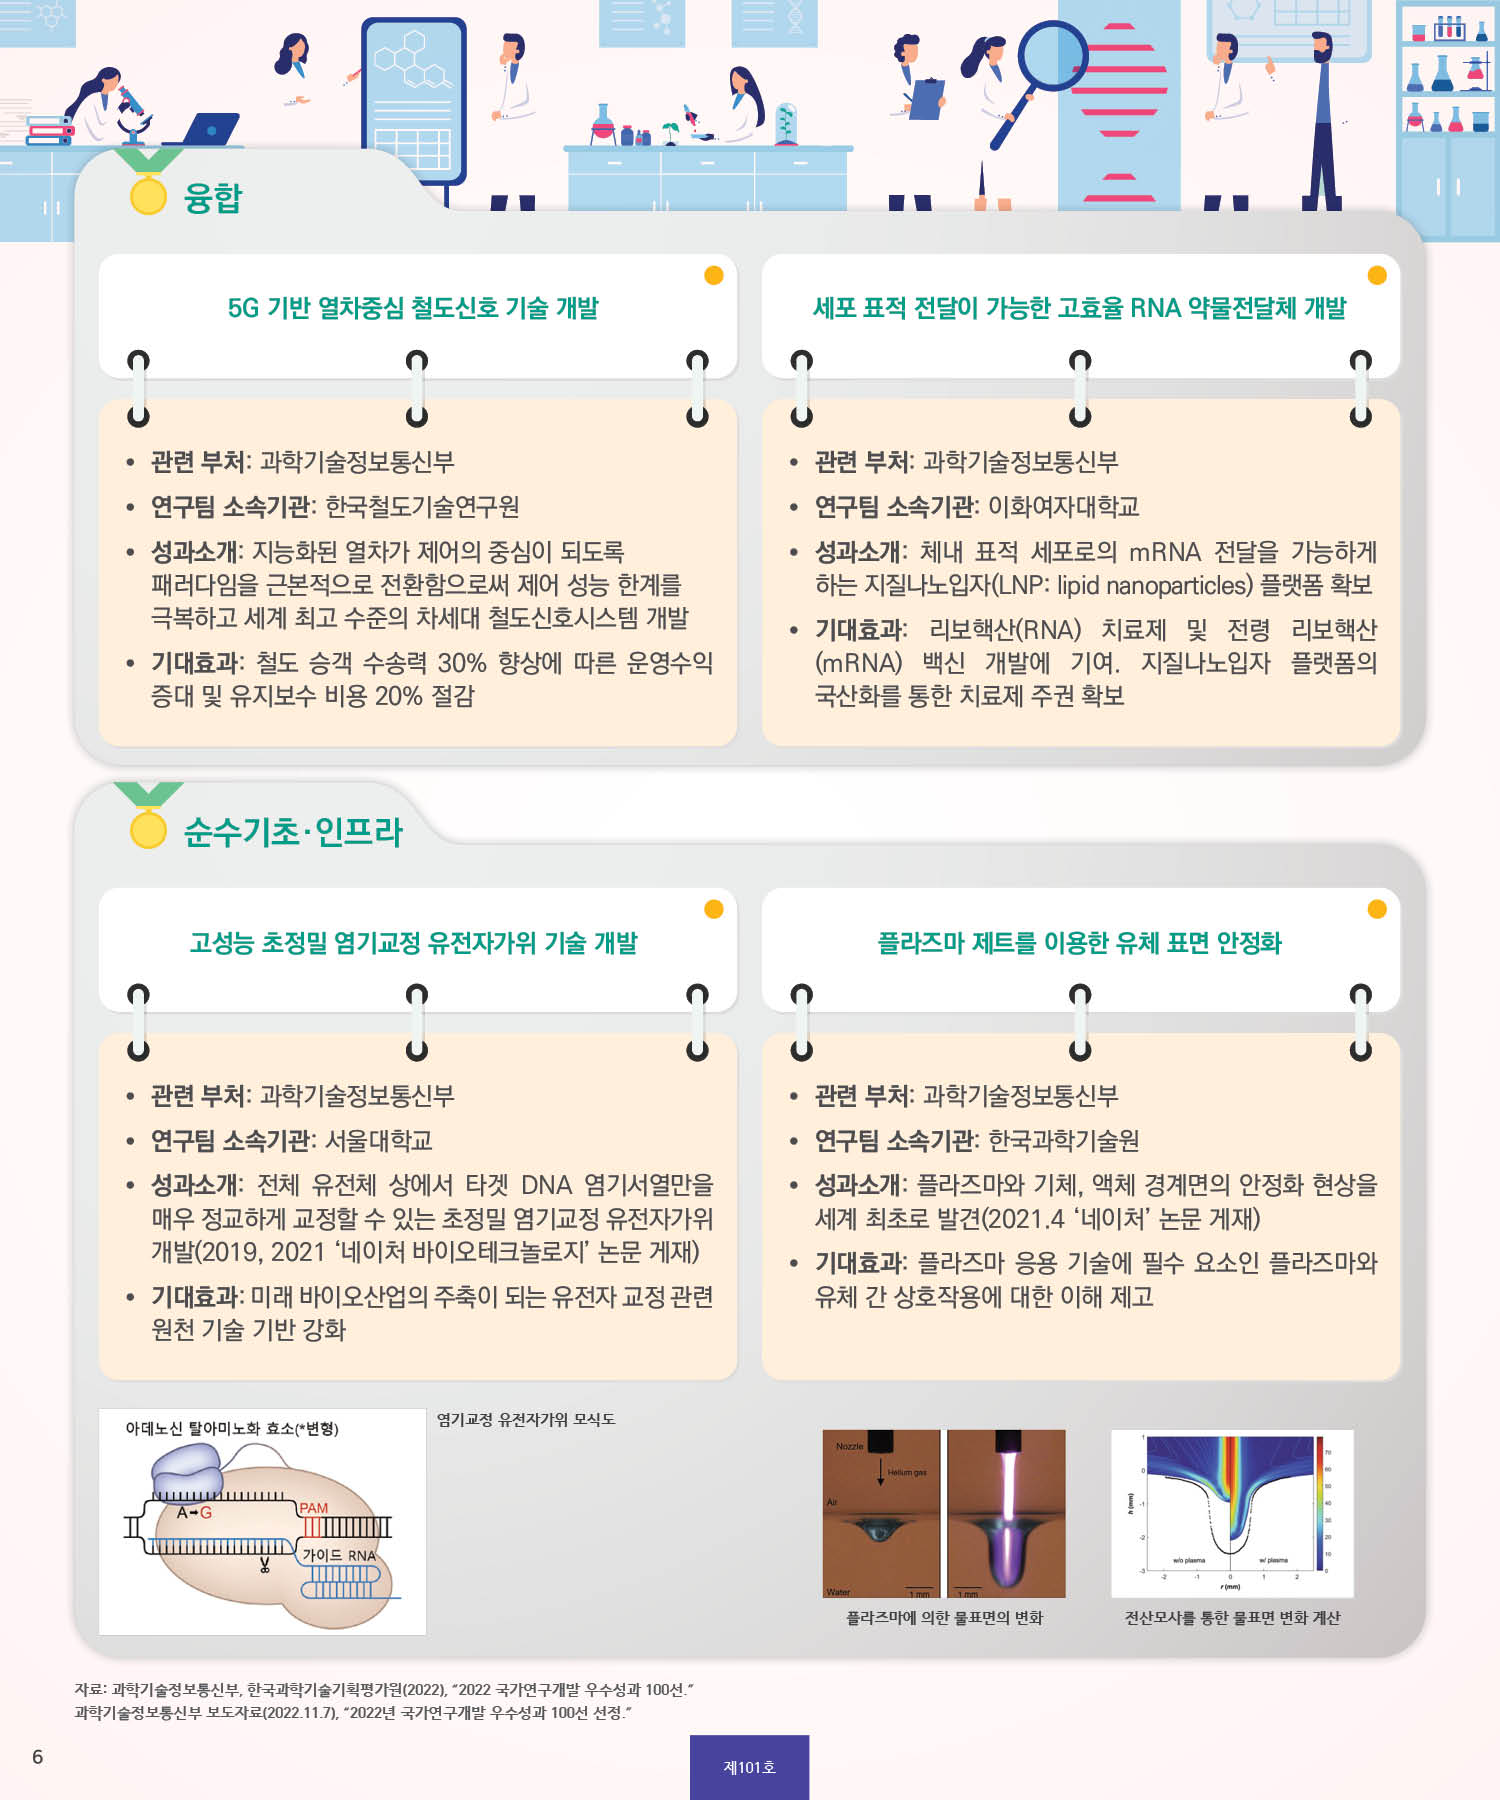 융합
5G 기반 열차중심 철도신호 기술 개발
• 관련 부처: 과학기술정보통신부
• 연구팀 소속기관: 한국철도기술연구원
• 성과소개: 지능화된 열차가 제어의 중심이 되도록
패러다임을 근본적으로 전환함으로써 제어 성능 한계를
극복하고 세계 최고 수준의 차세대 철도신호시스템 개발
• 기대효과: 철도 승객 수송력 30% 향상에 따른 운영수익
증대 및 유지보수 비용 20% 절감
세포 표적 전달이 가능한 고효율 RNA 약물전달체 개발
• 관련 부처: 과학기술정보통신부
• 연구팀 소속기관: 이화여자대학교
• 성과소개: 체내 표적 세포로의 mRNA 전달을 가능하게
하는 지질나노입자(LNP: lipid nanoparticles) 플랫폼 확보
• 기대효과: 리보핵산(RNA) 치료제 및 전령 리보핵산
(mRNA) 백신 개발에 기여. 지질나노입자 플랫폼의
국산화를 통한 치료제 주권 확보
순수기초·인프라
고성능 초정밀 염기교정 유전자가위 기술 개발
• 관련 부처: 과학기술정보통신부
• 연구팀 소속기관: 서울대학교
• 성과소개: 전체 유전체 상에서 타겟 DNA 염기서열만을
매우 정교하게 교정할 수 있는 초정밀 염기교정 유전자가위
개발(2019, 2021 ‘네이처 바이오테크놀로지’ 논문 게재)
• 기대효과: 미래 바이오산업의 주축이 되는 유전자 교정 관련
원천 기술 기반 강화
플라즈마 제트를 이용한 유체 표면 안정화
• 관련 부처: 과학기술정보통신부
• 연구팀 소속기관: 한국과학기술원
• 성과소개: 플라즈마와 기체, 액체 경계면의 안정화 현상을
세계 최초로 발견(2021.4 ‘네이처’ 논문 게재)
• 기대효과: 플라즈마 응용 기술에 필수 요소인 플라즈마와
유체 간 상호작용에 대한 이해 제고
아데노신 탈아미노화 효소(*변형)
A➞G
PAM
가이드 RNA
염기교정 유전자가위 모식도
Nozzle
Helium gas
Air
Water
1 mm
1 mm
플라즈마에 의한 물표면의 변화
1
0
-1
-2
-3
h (mm)
-2 -1 0 1 2
r (mm)
w/o plasma
w/ plasma
70
60
50
40
30
20
10
0
전산모사를 통한 물표면 변화 계산
자료: 과학기술정보통신부, 한국과학기술기획평가원(2022), “2022 국가연구개발 우수성과 100선.”
과학기술정보통신부 보도자료(2022.11.7), “2022년 국가연구개발 우수성과 100선 선정.”
6
제101호